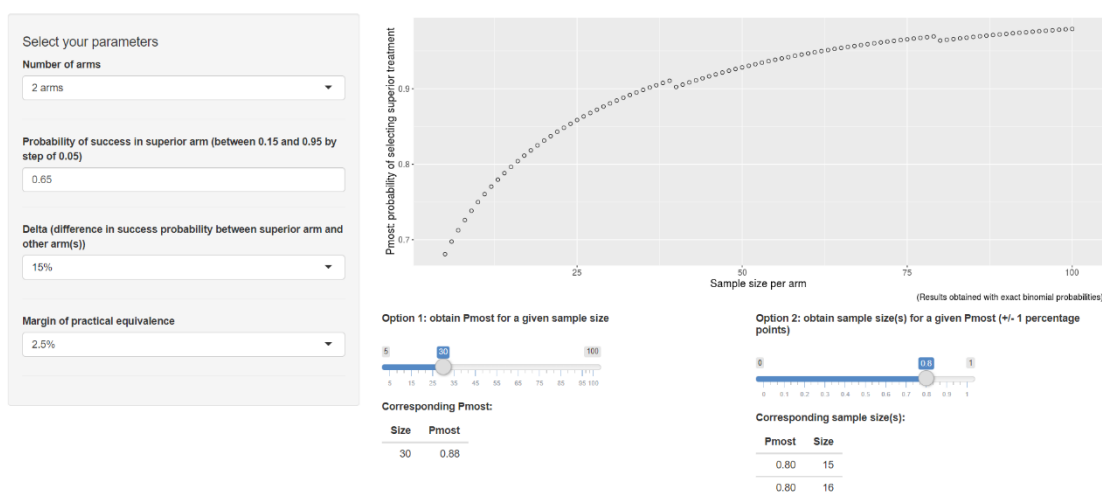 Select your parameters
Number of arms
2 arms
Probability of success in superior arm (between 0.15 and 0.95 by
step of 0.05)
0.65
Delta (difference in success probability between superior arm and
other arm(s))
15%
Margin of practical equivalence
2.5%
Pmost: probability of selecting superior treatment
0.9
0.8
0.7
25 50 75 100
Sample size per arm
(Results obtained with exact binomial probabilities)
Option 1: obtain Pmost for a given sample size
5 30 100
5 15 25 35 45 55 65 75 85 95 100
Corresponding Pmost:
Size Pmost
30 0.88
Option 2: obtain sample size(s) for a given Pmost (+/- 1 percentage
points)
0 0.8 1
0 0.1 0.2 0.3 0.4 0.5 0.6 0.7 0.8 0.9 1
Corresponding sample size(s):
Pmost Size
0.80 15
0.80 16